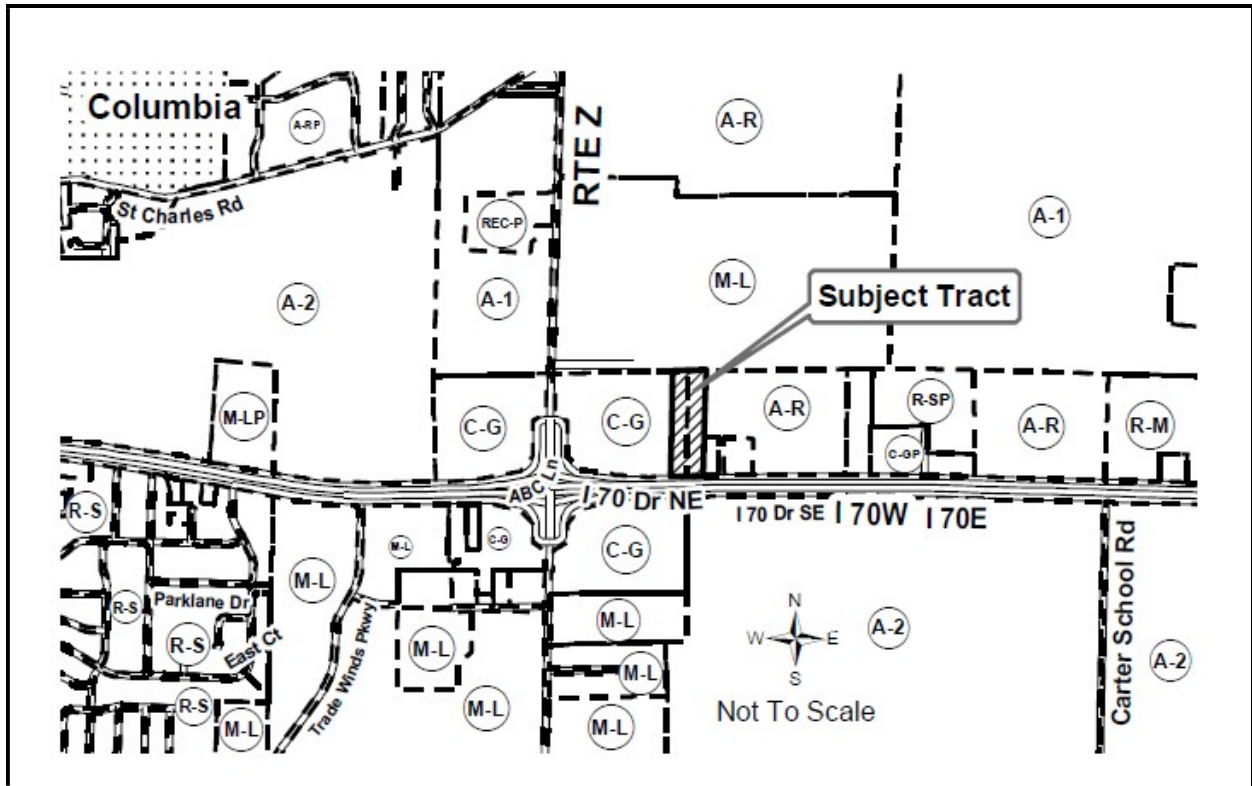 Columbia
A-RP
A-R
RTE Z
St Charles Rd
REC-P
A-1
A-2
A-1
M-L
Subject Tract
M-LP
C-G
C-G
A-R
R-SP
A-R
R-M
C-GP
ABC Ln
I 70 Dr NE
I 70 Dr SE
I 70W
I 70E
R-S
M-L
C-G
C-G
M-L
Parklane Dr
R-S
R-S
East Ct
Trade Winds Pkwy
M-L
M-L
M-L
N
W
E
S
A-2
Carter School Rd
A-2
R-S
M-L
M-L
M-L
Not To Scale